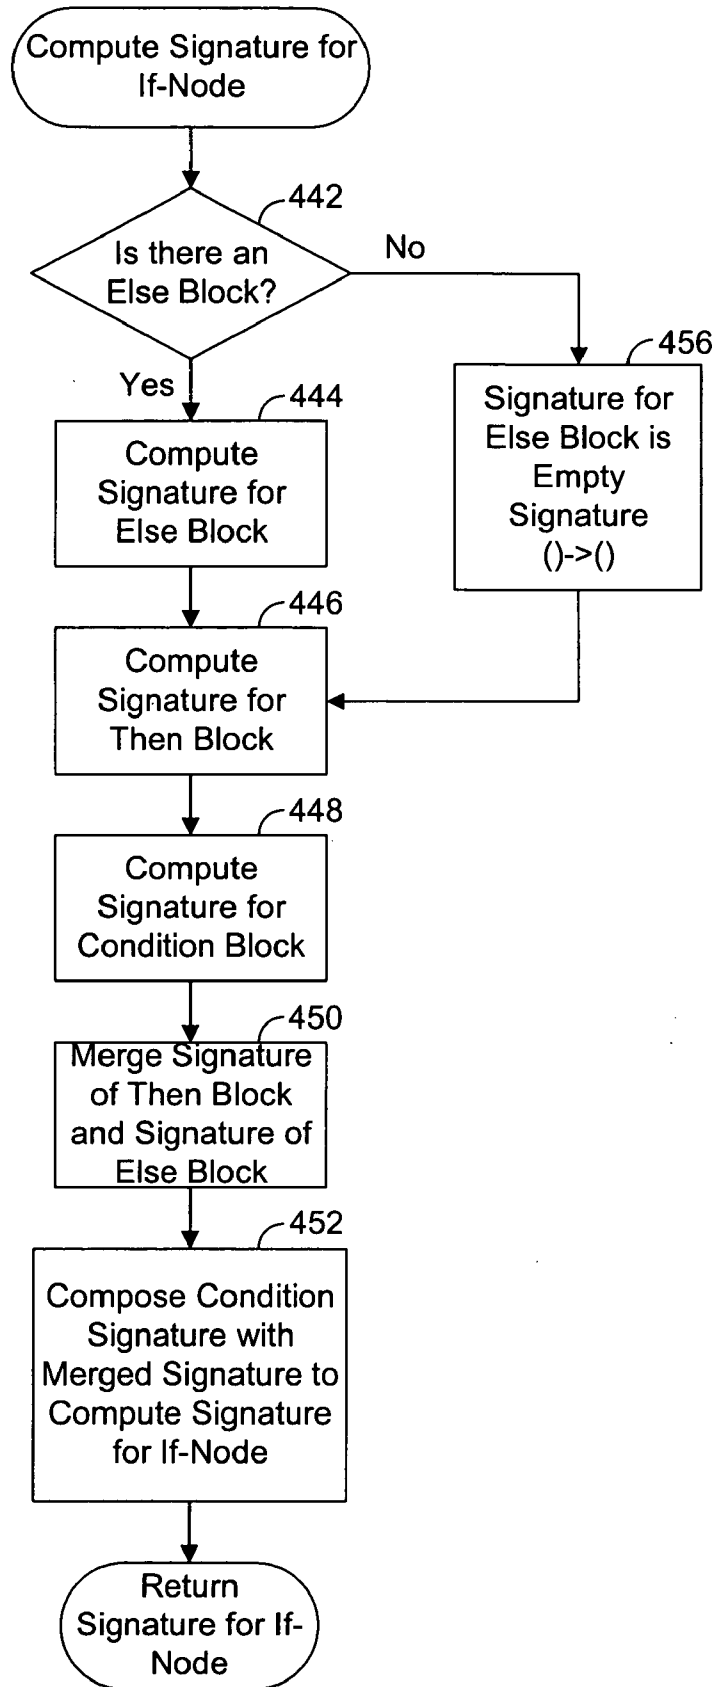 Compute Signature for
If-Node
442
Is there an
Else Block?
No
Yes
456
Signature for
Else Block is
Empty
Signature
()->()
444
Compute
Signature for
Else Block
446
Compute
Signature for
Then Block
448
Compute
Signature for
Condition Block
450
Merge Signature
of Then Block
and Signature of
Else Block
452
Compose Condition
Signature with
Merged Signature to
Compute Signature
for If-Node
Return
Signature for If-
Node